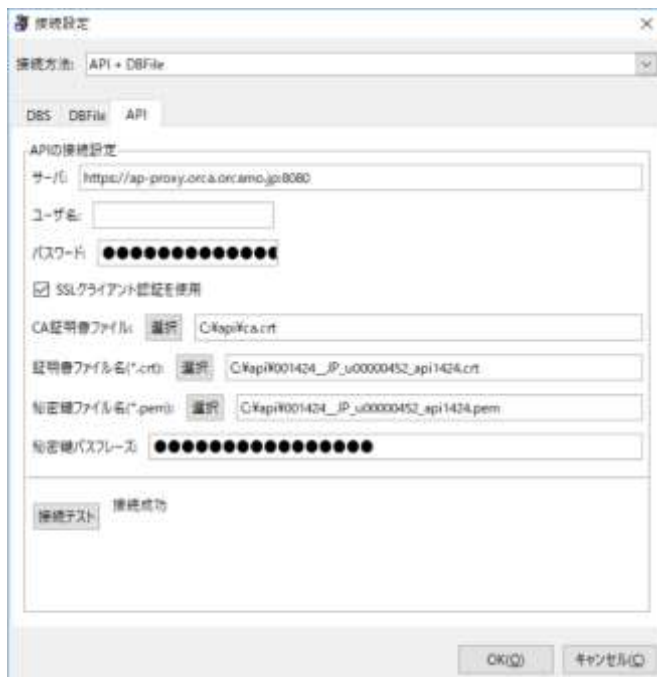 接続設定
接続方法: API + DBFile
DBS DBFile API
APIの接続設定
サーバ: https://ap-proxy.orca.orcamo.jp:8080
ユーザ名:
パスワード: ●●●●●●●●●●●●●●
SSLクライアント認証を使用
CA証明書ファイル: 選択 C:¥api¥ca.crt
証明書ファイル名(*.crt): 選択 C:¥api¥001424__JP_u00000452_api1424.crt
秘密鍵ファイル名(*.pem): 選択 C:¥api¥001424__JP_u00000452_api1424.pem
秘密鍵パスフレーズ: ●●●●●●●●●●●●●●●●
接続テスト 接続成功
OK(O) キャンセル(C)